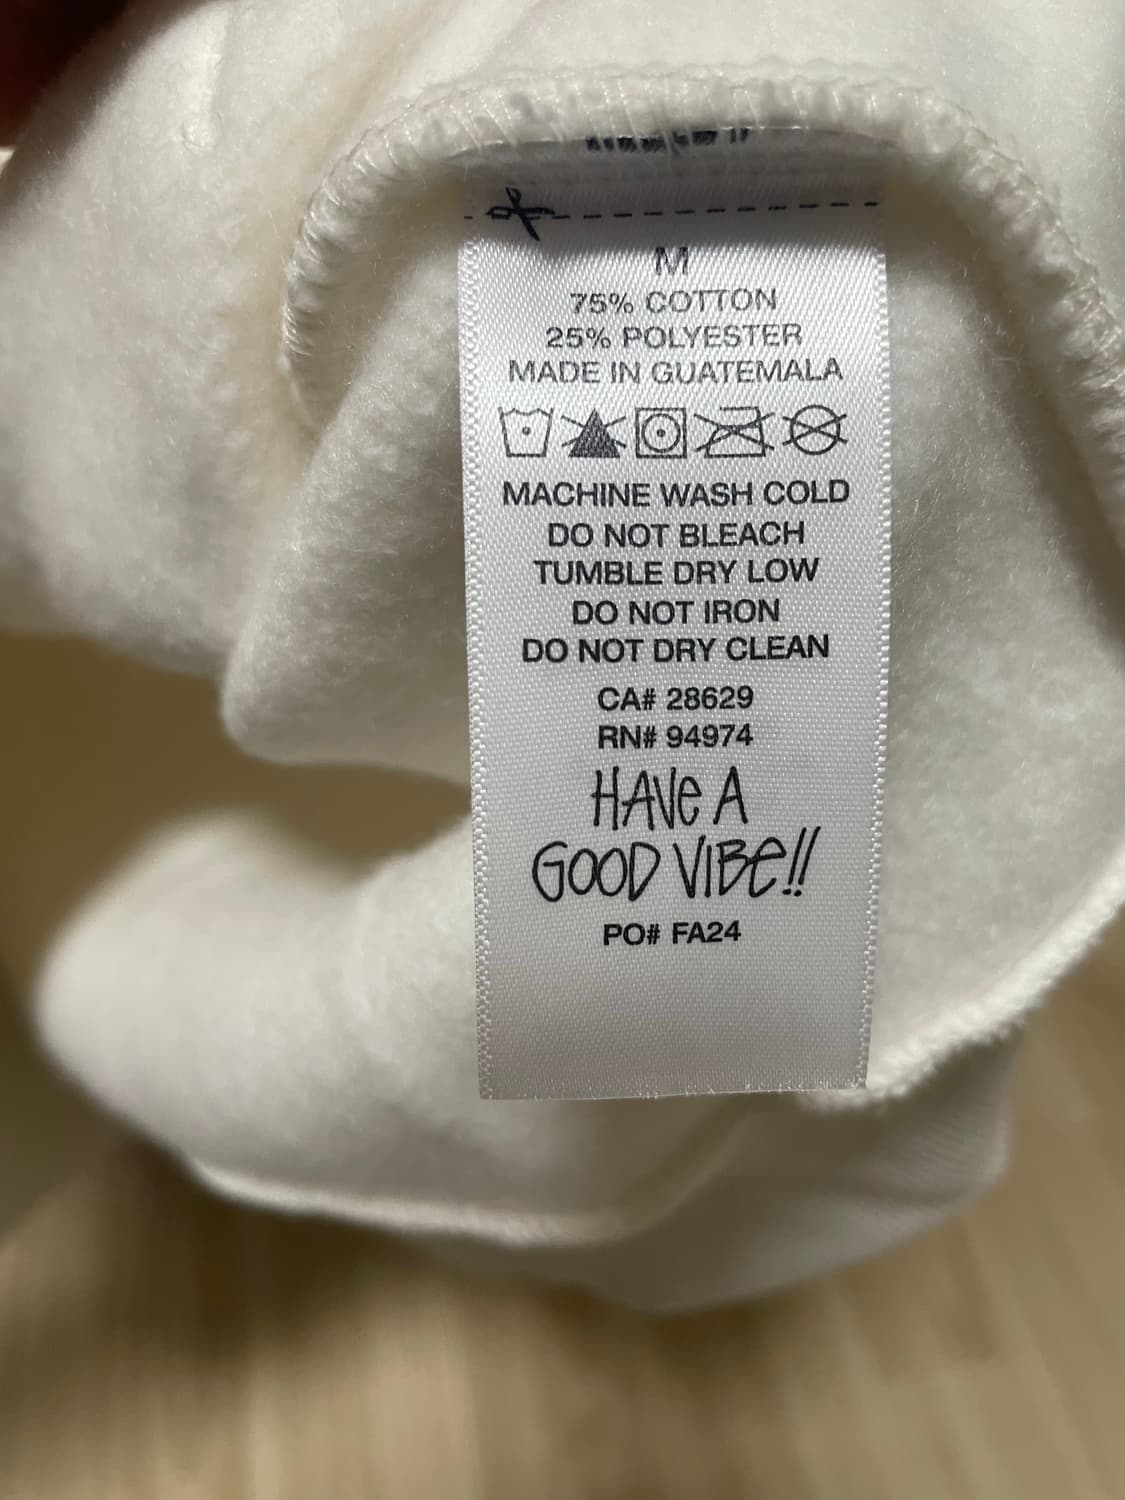 M
75% COTTON
25% POLYESTER
MADE IN GUATEMALA
MACHINE WASH COLD
DO NOT BLEACH
TUMBLE DRY LOW
DO NOT IRON
DO NOT DRY CLEAN
CA# 28629
RN# 94974
HAVE A
GOOD VIBE!!
PO# FA24